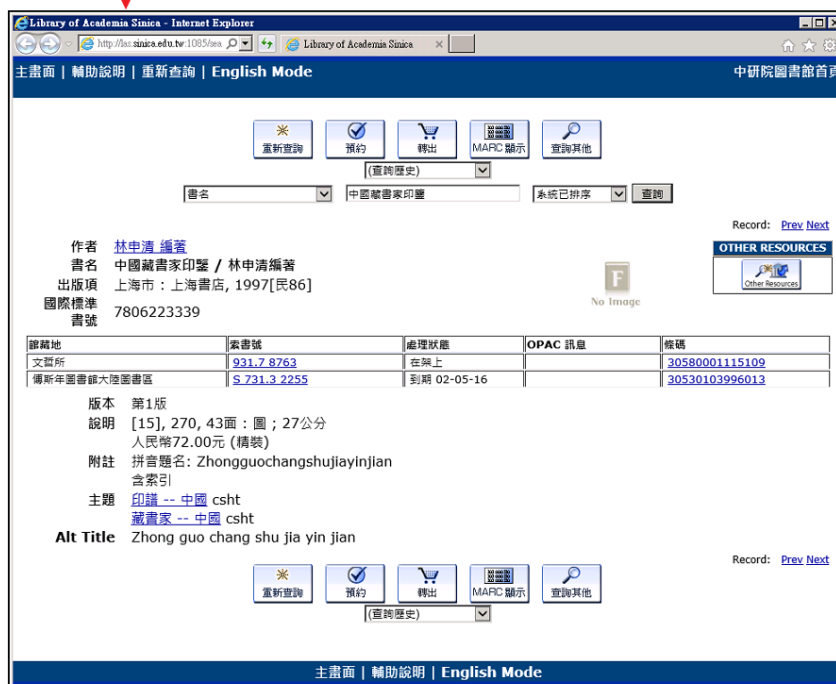 Library of Academia Sinica - Internet Explorer
http://las.sinica.edu.tw:1085/sea
Library of Academia Sinica
主畫面 | 輔助說明 | 重新查詢 | English Mode 中研院圖書館首頁
重新查詢 預約 轉出 MARC 顯示 查詢其他
(查詢歷史)
書名 中國藏書家印鑒 系統已排序 查詢
Record: Prev Next
作者 林申清 編著
書名 中國藏書家印鑒 / 林申清編著
出版項 上海市 : 上海書店, 1997[民86]
國際標準書號 7806223339
No Image
OTHER RESOURCES
Other Resources
館藏地 索書號 處理狀態 OPAC 訊息 條碼
文哲所 931.7 8763 在架上 30580001115109
傅斯年圖書館大陸圖書區 S 731.3 2255 到期 02-05-16 30530103996013
版本 第1版
說明 [15], 270, 43面 : 圖 ; 27公分
人民幣72.00元 (精裝)
附註 拼音題名: Zhongguochangshujiayinjian
含索引
主題 印譜 -- 中國 csht
藏書家 -- 中國 csht
Alt Title Zhong guo chang shu jia yin jian
Record: Prev Next
重新查詢 預約 轉出 MARC 顯示 查詢其他
(查詢歷史)
主畫面 | 輔助說明 | English Mode